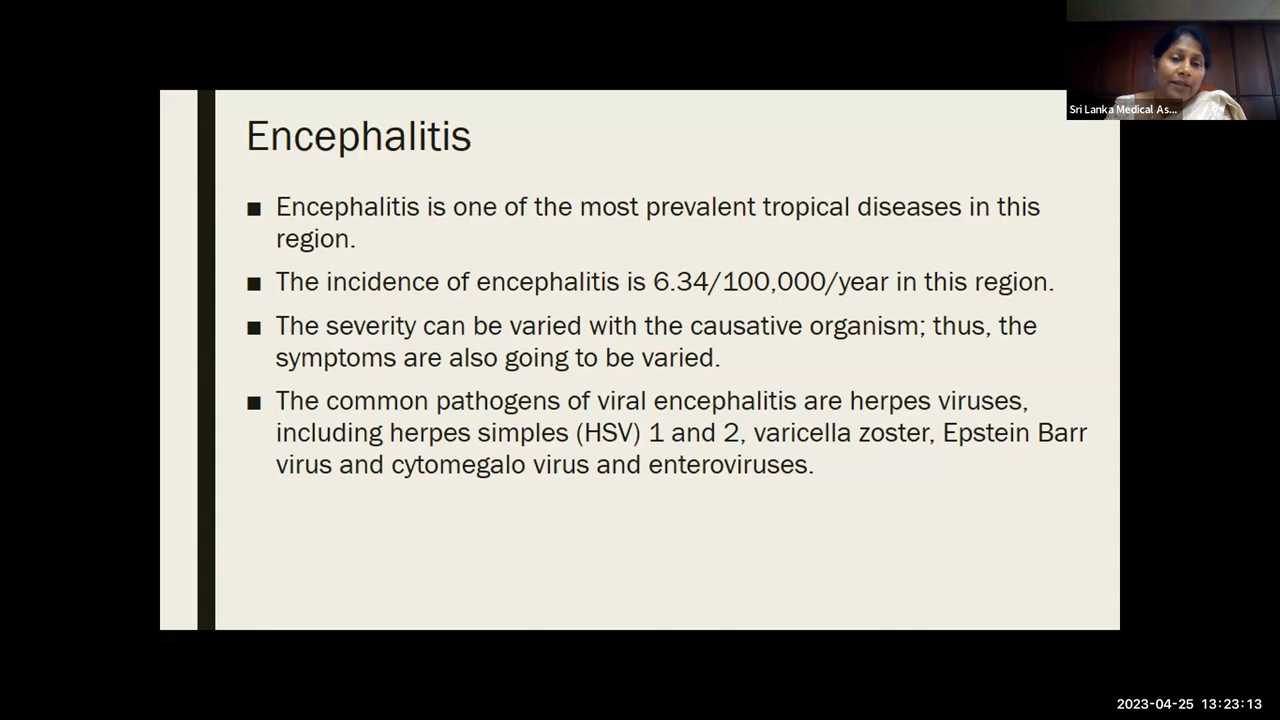 Sri Lanka Medical As...
Encephalitis
■ Encephalitis is one of the most prevalent tropical diseases in this
region.
■ The incidence of encephalitis is 6.34/100,000/year in this region.
■ The severity can be varied with the causative organism; thus, the
symptoms are also going to be varied.
■ The common pathogens of viral encephalitis are herpes viruses,
including herpes simples (HSV) 1 and 2, varicella zoster, Epstein Barr
virus and cytomegalo virus and enteroviruses.
2023-04-25 13:23:13